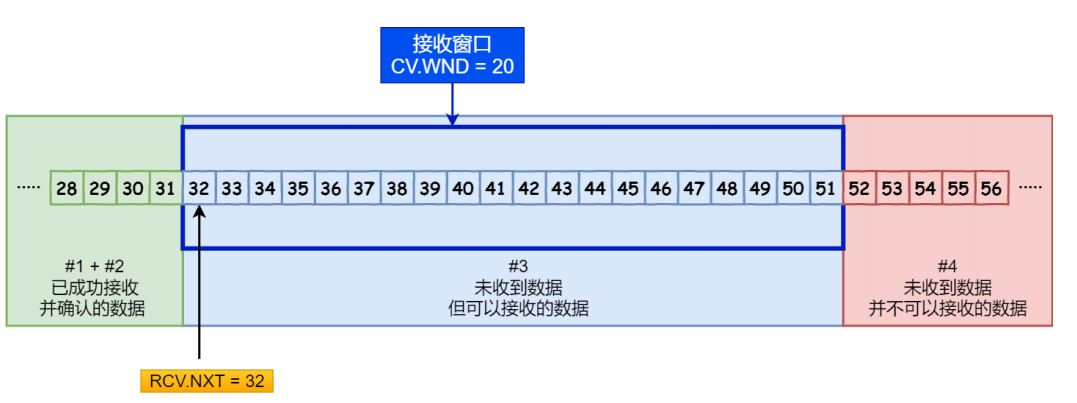 接收窗口
CV.WND = 20
····· 28 29 30 31 32 33 34 35 36 37 38 39 40 41 42 43 44 45 46 47 48 49 50 51 52 53 54 55 56 ·····
#1 + #2
已成功接收
并确认的数据
#3
未收到数据
但可以接收的数据
#4
未收到数据
并不可以接收的数据
RCV.NXT = 32